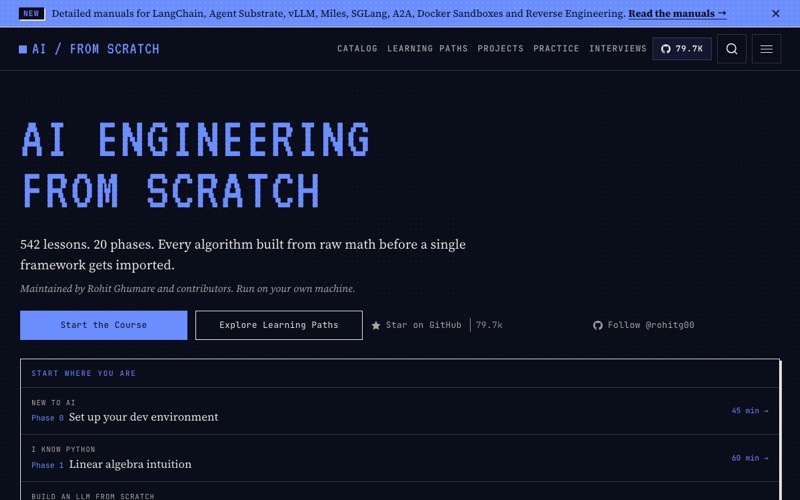 NEW Detailed manuals for LangChain, Agent Substrate, vLLM, Miles, SGLang, A2A, Docker Sandboxes and Reverse Engineering. Read the manuals → ✕
AI / FROM SCRATCH CATALOG LEARNING PATHS PROJECTS PRACTICE INTERVIEWS 79.7K
AI ENGINEERING
FROM SCRATCH
542 lessons. 20 phases. Every algorithm built from raw math before a single
framework gets imported.
Maintained by Rohit Ghumare and contributors. Run on your own machine.
Start the Course Explore Learning Paths Star on GitHub 79.7k Follow @rohitg00
START WHERE YOU ARE
NEW TO AI
Phase 0 Set up your dev environment 45 min →
I KNOW PYTHON
Phase 1 Linear algebra intuition 60 min →
BUILD AN LLM FROM SCRATCH